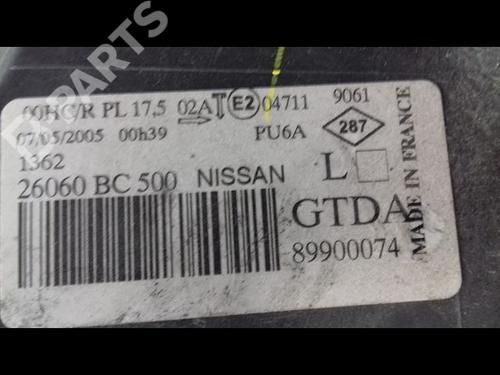 PARTS
00HC/R PL 17,5 02A E2 04711 9061
07/05/2005 00h39 PU6A 287
1362
26060 BC 500 NISSAN L
GTDA
89900074
MADE IN FRANCE